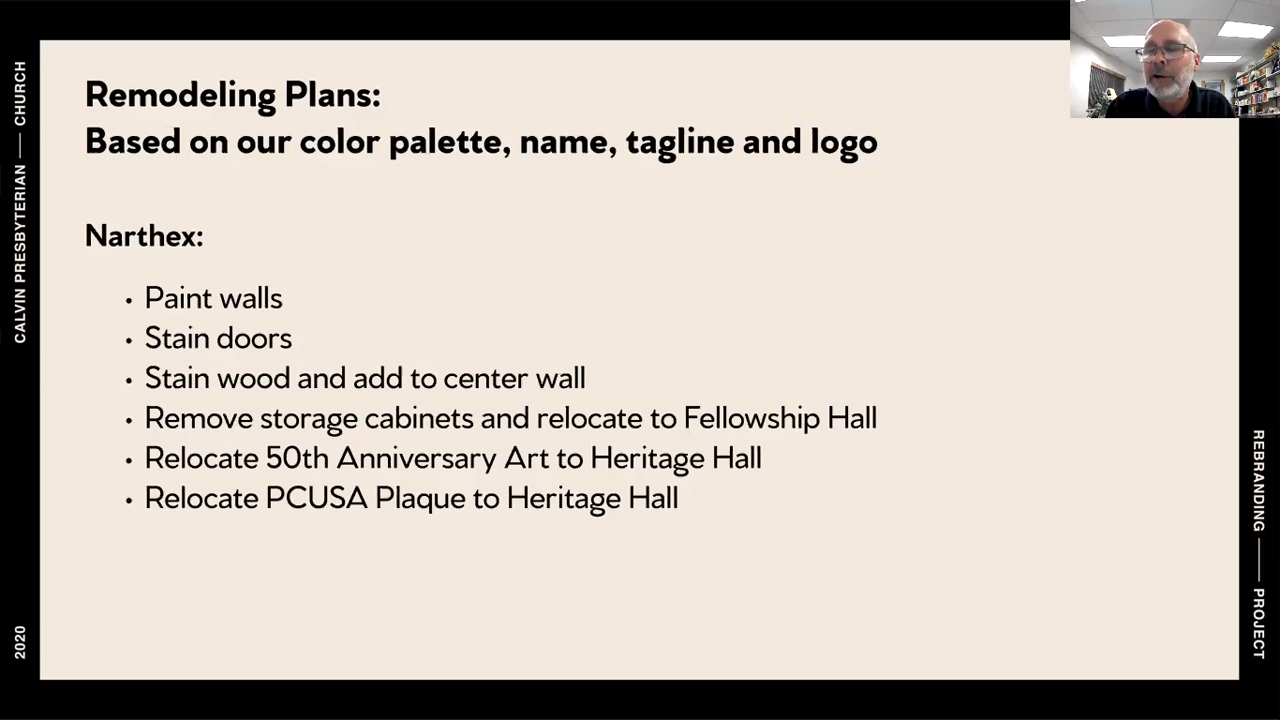 Remodeling Plans:
Based on our color palette, name, tagline and logo
Narthex:
• Paint walls
• Stain doors
• Stain wood and add to center wall
• Remove storage cabinets and relocate to Fellowship Hall
• Relocate 50th Anniversary Art to Heritage Hall
• Relocate PCUSA Plaque to Heritage Hall
CALVIN PRESBYTERIAN — CHURCH
2020
REBRANDING — PROJECT